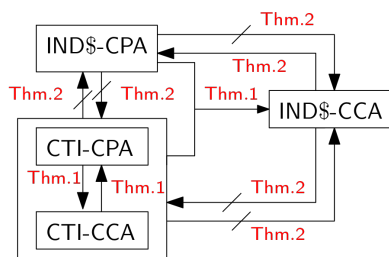 Thm.2
IND$-CPA
Thm.2
Thm.2 Thm.2 Thm.1
IND$-CCA
CTI-CPA
Thm.1 Thm.1 Thm.2
CTI-CCA
Thm.2